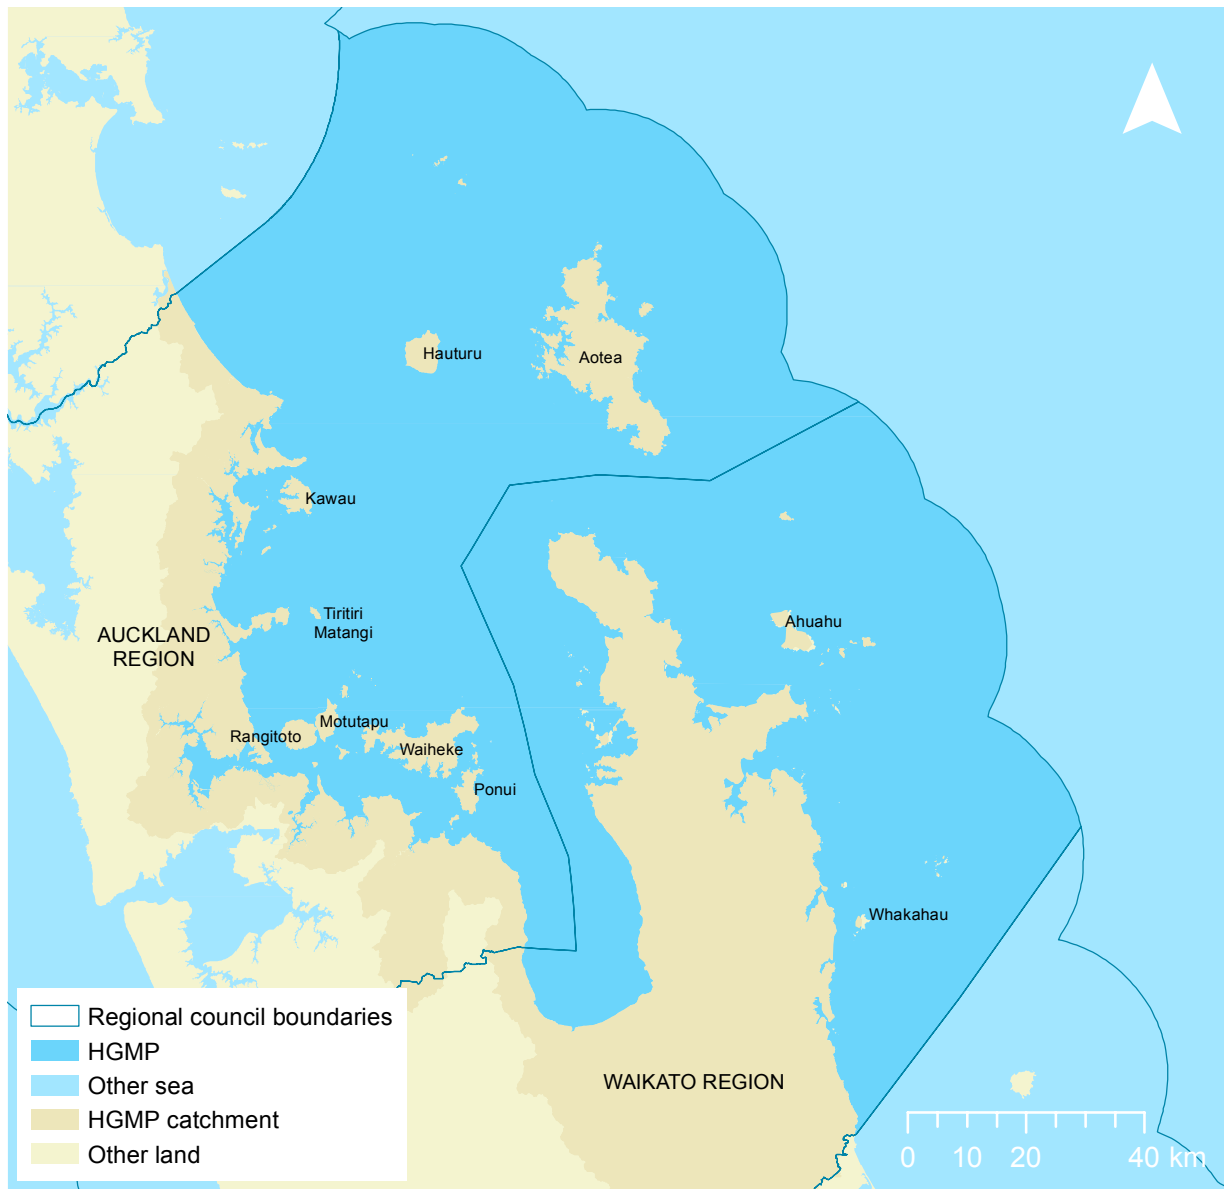 Hauturu
Aotea
Kawau
Ahuahu
Tiritiri
Matangi
AUCKLAND
REGION
Motutapu
Rangitoto
Waiheke
Ponui
Whakahau
WAIKATO REGION
Regional council boundaries
HGMP
Other sea
HGMP catchment
Other land
0 10 20 40 km